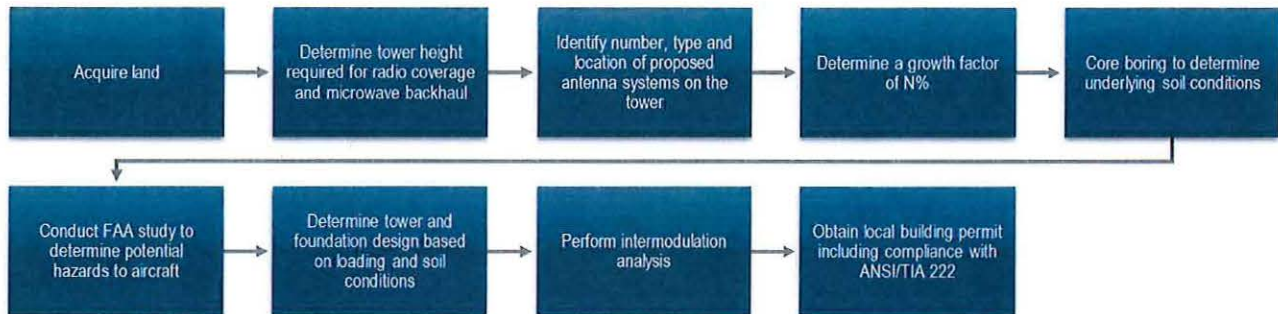 Acquire land
Determine tower height
required for radio coverage
and microwave backhaul
Identify number, type and
location of proposed
antenna systems on the
tower
Determine a growth factor
of N%
Core boring to determine
underlying soil conditions
Conduct FAA study to
determine potential
hazards to aircraft
Determine tower and
foundation design based
on loading and soil
conditions
Perform intermodulation
analysis
Obtain local building permit
including compliance with
ANSI/TIA 222